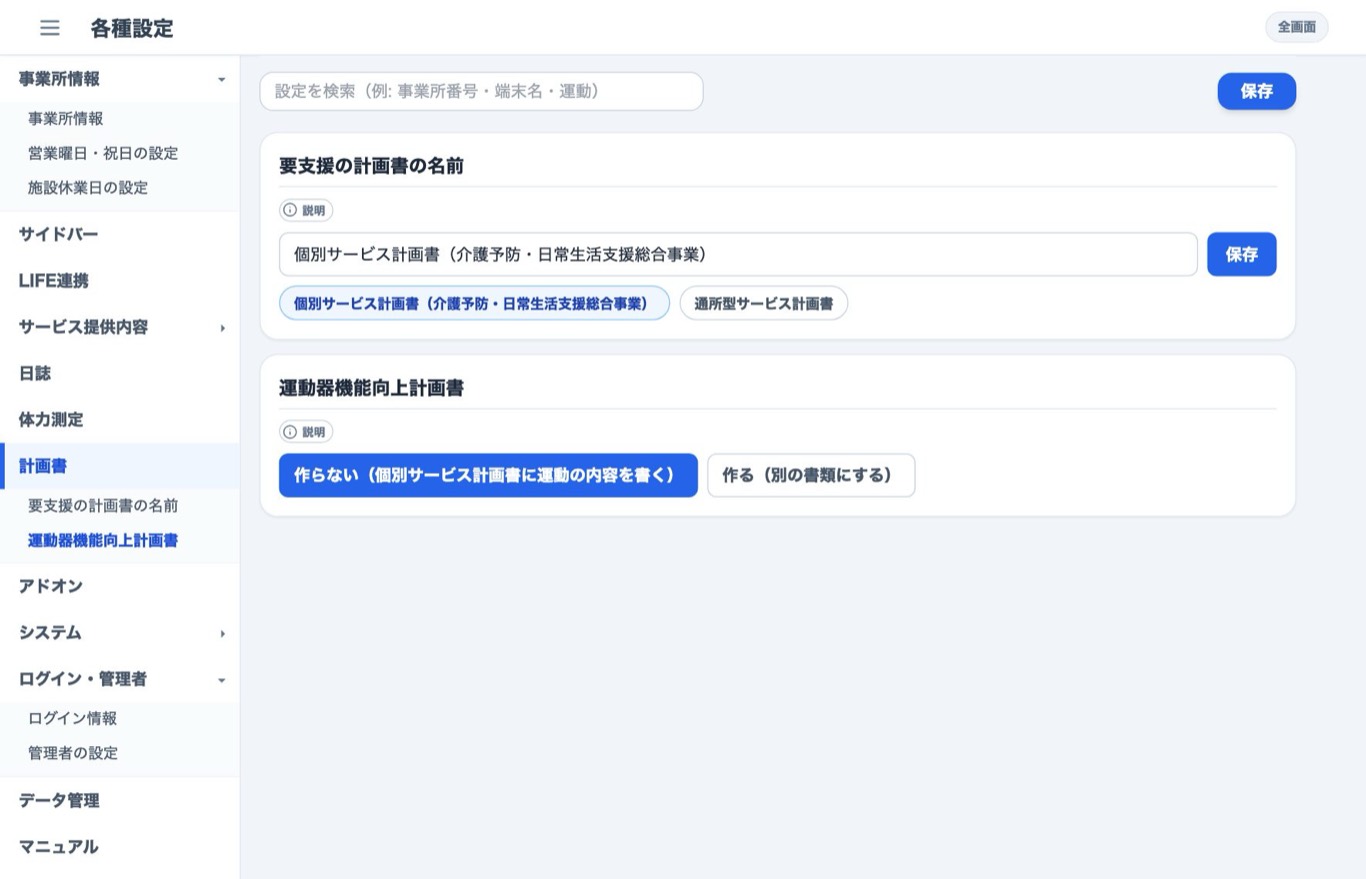 各種設定
全画面
事業所情報
事業所情報
営業曜日・祝日の設定
施設休業日の設定
サイドバー
LIFE連携
サービス提供内容
日誌
体力測定
計画書
要支援の計画書の名前
運動器機能向上計画書
アドオン
システム
ログイン・管理者
ログイン情報
管理者の設定
データ管理
マニュアル
設定を検索（例: 事業所番号・端末名・運動）
保存
要支援の計画書の名前
説明
個別サービス計画書（介護予防・日常生活支援総合事業）
保存
個別サービス計画書（介護予防・日常生活支援総合事業）
通所型サービス計画書
運動器機能向上計画書
説明
作らない（個別サービス計画書に運動の内容を書く）
作る（別の書類にする）